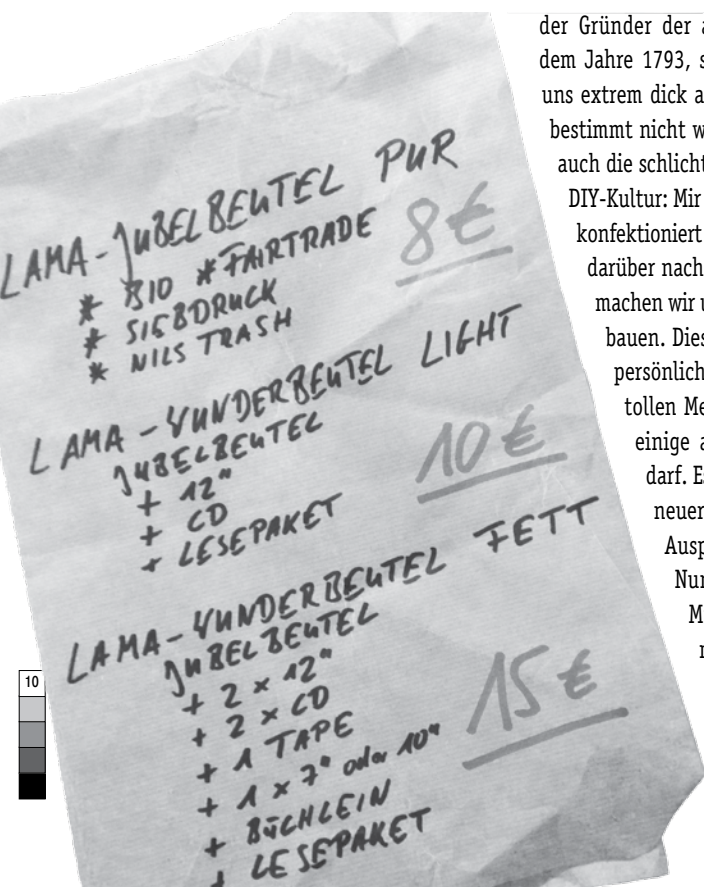 der Gründer der a
dem Jahre 1793, s
uns extrem dick a
bestimmt nicht w
auch die schlicht
DIY-Kultur: Mir
konfektioniert
darüber nach
machen wir u
bauen. Dies
persönlich
tollen Me
einige a
darf. E
neuer
Ausp
Nur
M
LAMA-JUBELBEUTEL PUR
* BIO * FAIRTRADE 8 €
* SIEBDRUCK
* NILS TRASH
LAMA-WUNDERBEUTEL LIGHT
JUBELBEUTEL
+ 12" 10 €
+ CD
+ LESEPAKET
LAMA-WUNDERBEUTEL FETT
JUBELBEUTEL
+ 2 x 12"
+ 2 x CD
+ 1 TAPE 15 €
+ 1 x 7" oder 10"
+ BÜCHLEIN
+ LESEPAKET
10